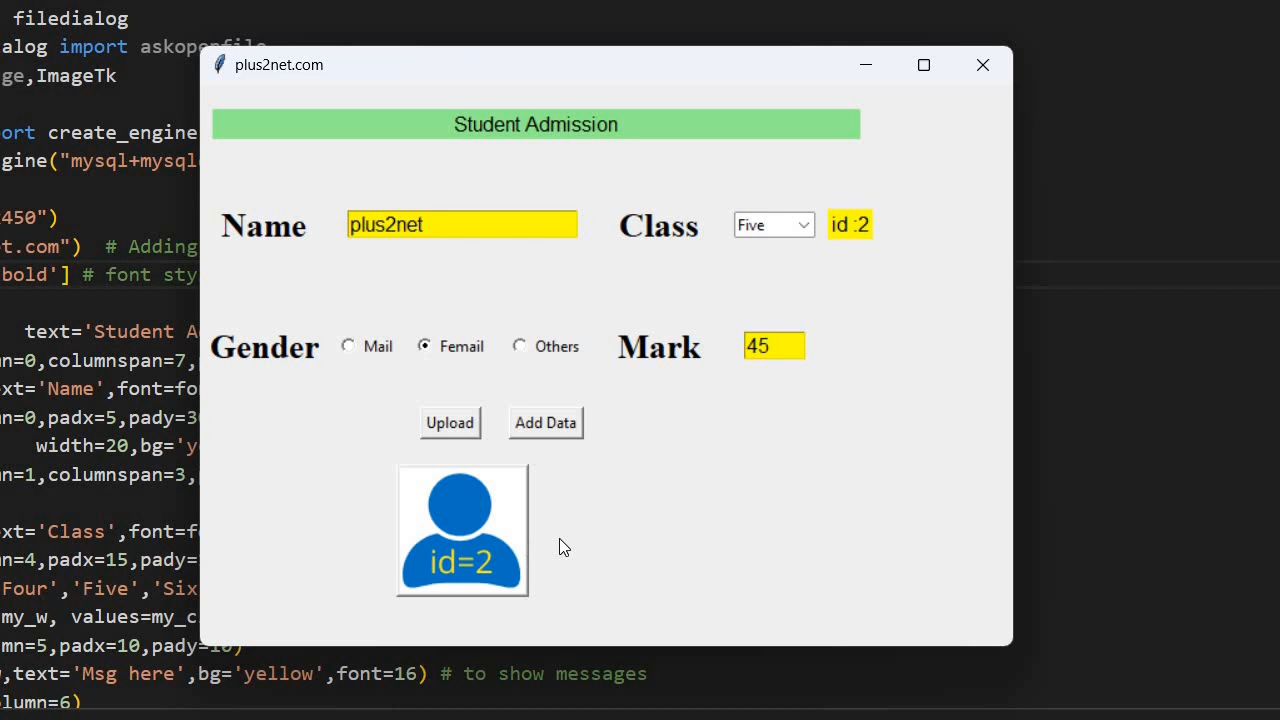 filedialog
alog import askopenfile
ge,ImageTk
plus2net.com
ort create_engine
gine("mysql+mysql
Student Admission
450")
t.com")  # Adding
bold'] # font sty
Name plus2net Class Five id :2
text='Student A
n=0,columnspan=7,
Gender Mail Femail Others Mark 45
ext='Name',font=fo
n=0,padx=5,pady=3
width=20,bg='y
n=1,columnspan=3,
Upload Add Data
id=2
ext='Class',font=f
n=4,padx=15,pady=
Four','Five','Six
my_w, values=my_c
mn=5,padx=10,pady=10)
,text='Msg here',bg='yellow',font=16) # to show messages
olumn=6)